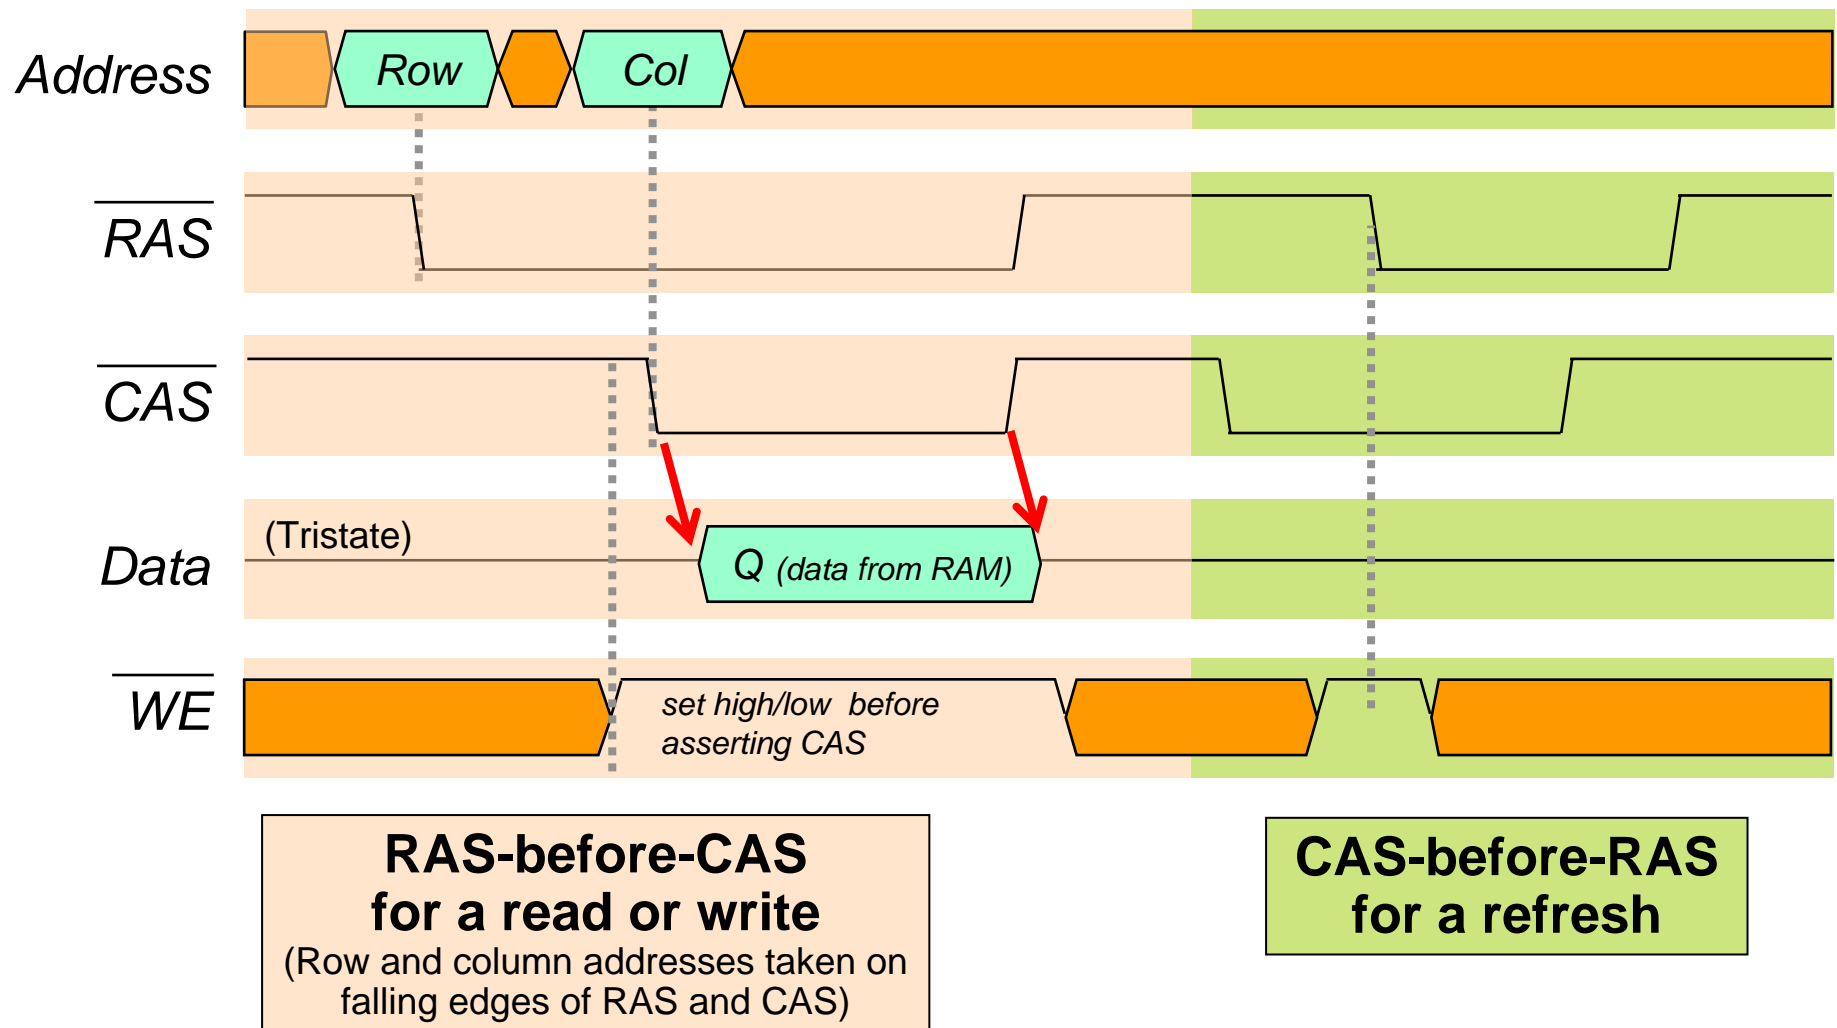 Address
Row
Col
RAS
CAS
(Tristate)
Data
Q (data from RAM)
WE
set high/low before
asserting CAS
RAS-before-CAS
for a read or write
(Row and column addresses taken on
falling edges of RAS and CAS)
CAS-before-RAS
for a refresh